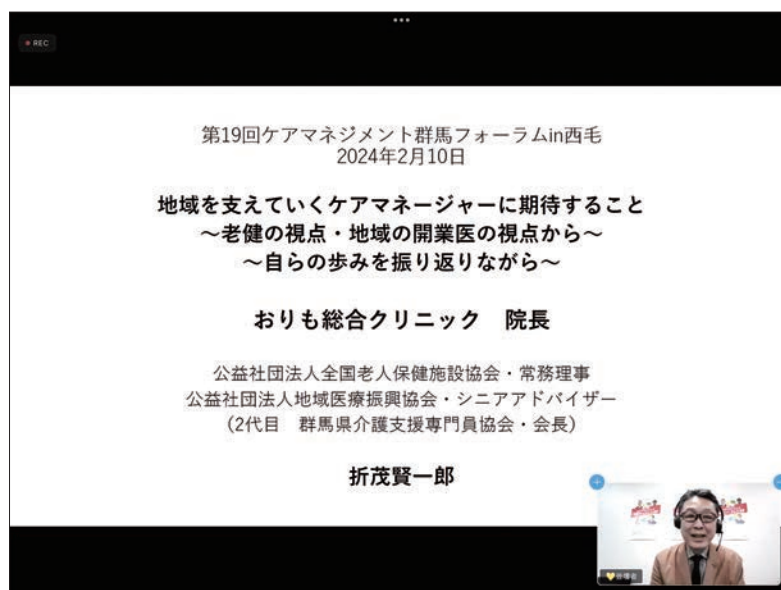 REC
第19回ケアマネジメント群馬フォーラムin西毛
2024年2月10日
地域を支えていくケアマネージャーに期待すること
～老健の視点・地域の開業医の視点から～
～自らの歩みを振り返りながら～
おりも総合クリニック　院長
公益社団法人全国老人保健施設協会・常務理事
公益社団法人地域医療振興協会・シニアアドバイザー
（2代目　群馬県介護支援専門員協会・会長）
折茂賢一郎